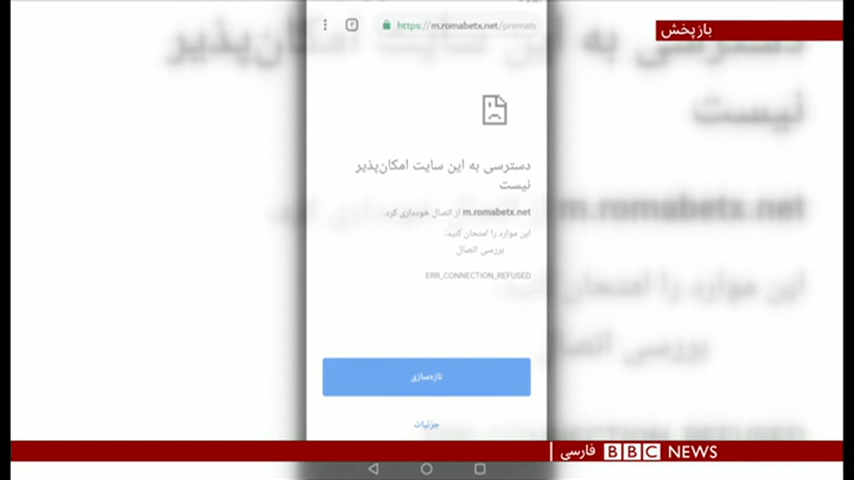 بازپخش
https://m.romabetx.net/prematc
دسترسی به این سایت امکان‌پذیر
نیست
m.romabetx.net از اتصال خودداری کرد.
این موارد را امتحان کنید:
بررسی اتصال
ERR_CONNECTION_REFUSED
تازه‌سازی
جزئیات
BBC NEWS فارسی